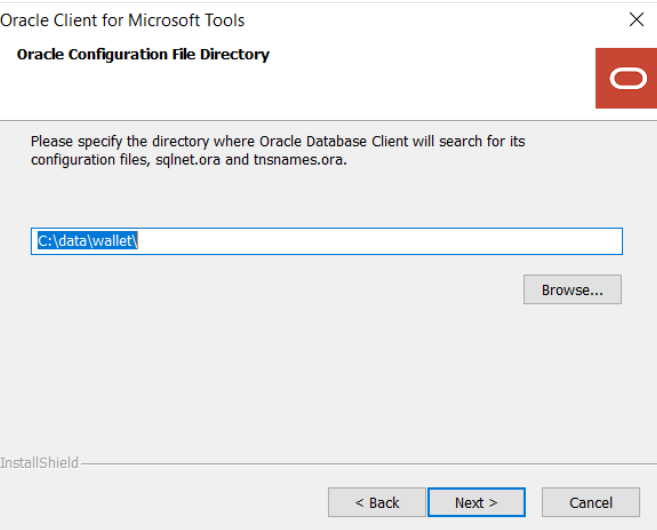 Oracle Client for Microsoft Tools
Oracle Configuration File Directory
Please specify the directory where Oracle Database Client will search for its
configuration files, sqlnet.ora and tnsnames.ora.
C:\data\wallet\
Browse...
InstallShield
< Back
Next >
Cancel